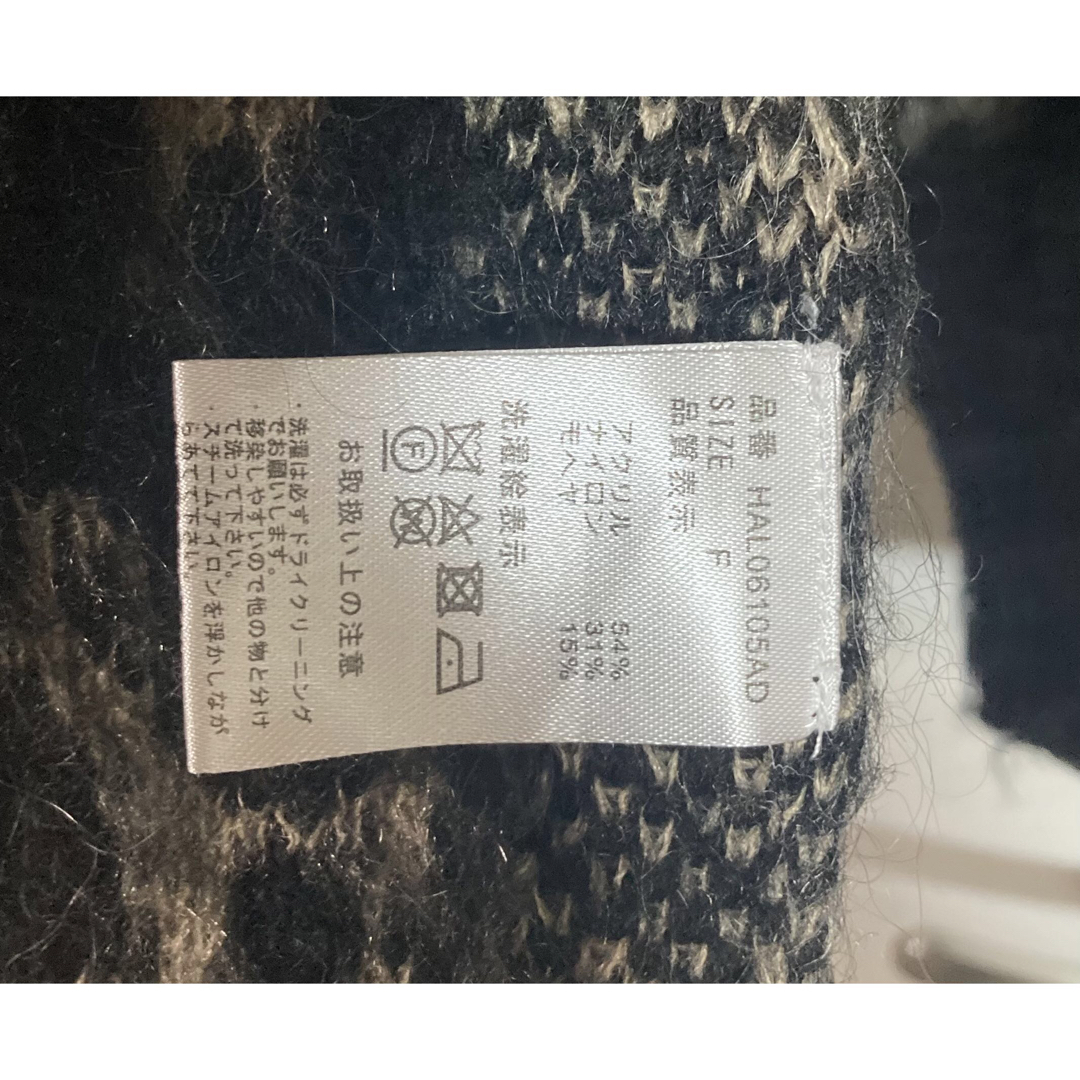 品番 HAL06105AD
SIZE F
品質表示
アクリル 54%
ナイロン 31%
モヘヤ 15%
洗濯絵表示
F
お取扱い上の注意
・洗濯は必ずドライクリーニング
でお願いします。
・移染しやすいので他の物と分け
て洗って下さい。
・スチームアイロンを浮かしなが
らあてて下さい